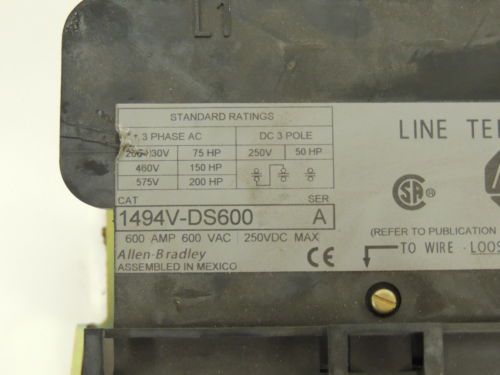 L1
STANDARD RATINGS
3 PHASE AC DC 3 POLE
75 HP 250V 50 HP
460V 150 HP
575V 200 HP
LINE TE
CAT SER
1494V-DS600 A
600 AMP 600 VAC 250VDC MAX
Allen-Bradley
ASSEMBLED IN MEXICO
CE
SA
(REFER TO PUBLICATION
TO WIRE - LOOS